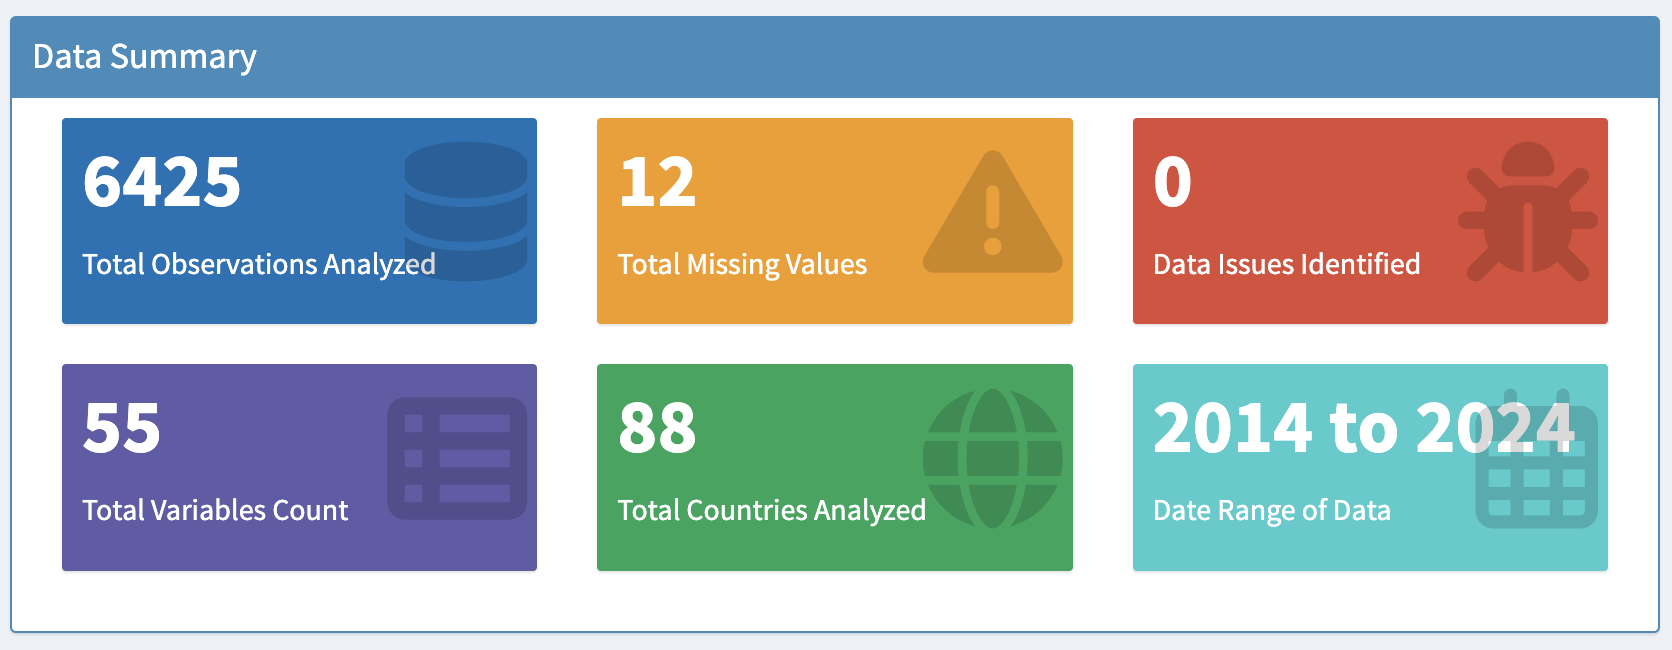 Data Summary
6425
Total Observations Analyzed
12
Total Missing Values
0
Data Issues Identified
55
Total Variables Count
88
Total Countries Analyzed
2014 to 2024
Date Range of Data